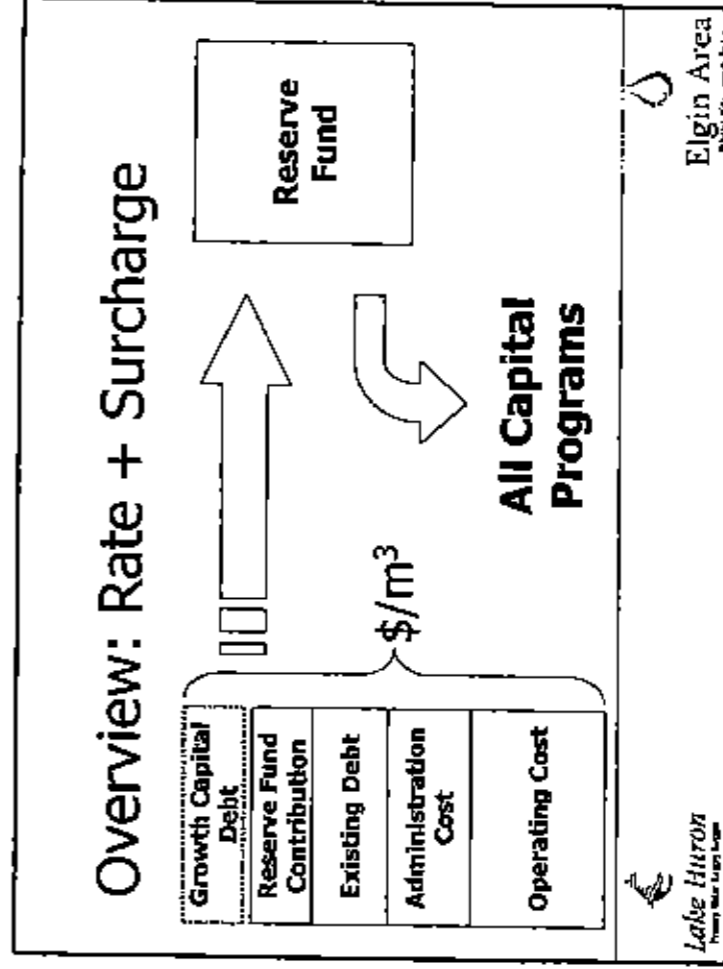 Overview: Rate + Surcharge
Growth Capital
Debt
Reserve Fund
Contribution
Existing Debt
Administration
Cost
Operating Cost
$/m³
Reserve
Fund
All Capital
Programs
Lake Huron
Elgin Area